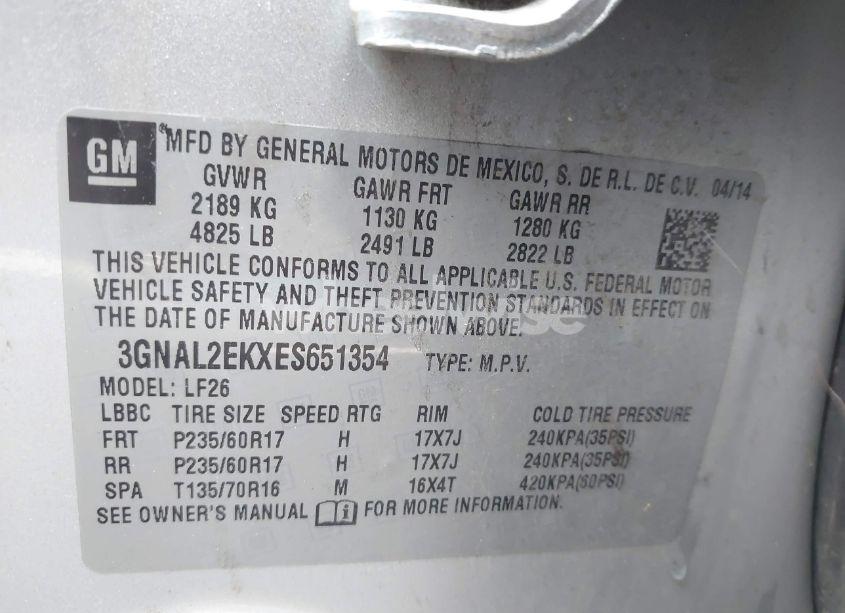 GM
MFD BY GENERAL MOTORS DE MEXICO, S. DE R.L. DE C.V. 04/14
GVWR GAWR FRT GAWR RR
2189 KG 1130 KG 1280 KG
4825 LB 2491 LB 2822 LB
THIS VEHICLE CONFORMS TO ALL APPLICABLE U.S. FEDERAL MOTOR
VEHICLE SAFETY AND THEFT PREVENTION STANDARDS IN EFFECT ON
THE DATE OF MANUFACTURE SHOWN ABOVE.
3GNAL2EKXES651354 TYPE: M.P.V.
MODEL: LF26
LBBC TIRE SIZE SPEED RTG RIM COLD TIRE PRESSURE
FRT P235/60R17 H 17X7J 240KPA(35PSI)
RR P235/60R17 H 17X7J 240KPA(35PSI)
SPA T135/70R16 M 16X4T 420KPA(60PSI)
SEE OWNER'S MANUAL FOR MORE INFORMATION.